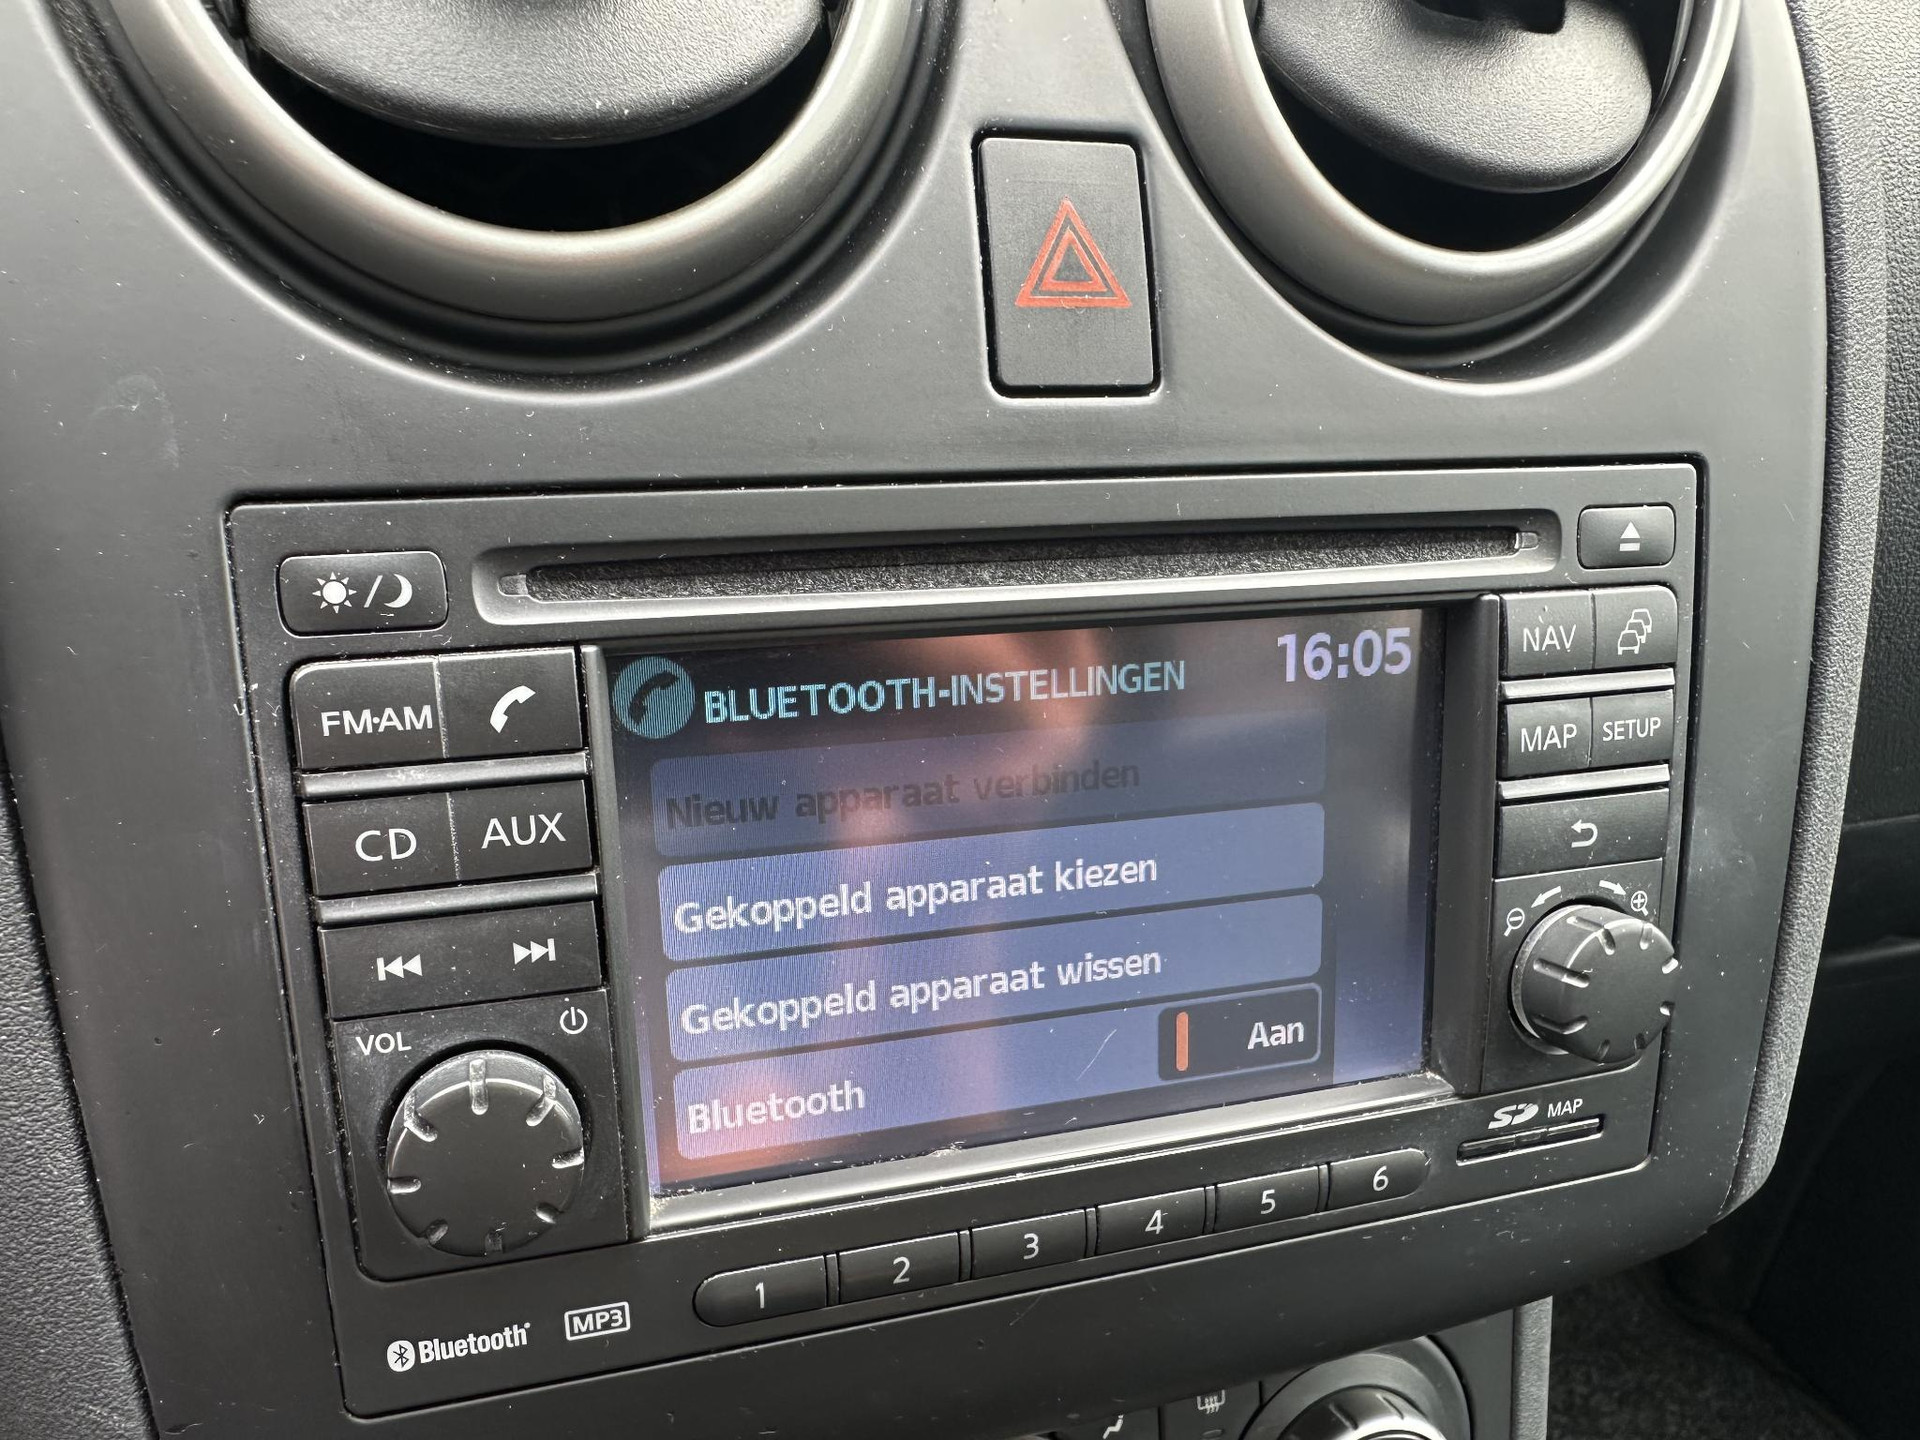 FM·AM
CD
AUX
VOL
BLUETOOTH-INSTELLINGEN
16:05
Nieuw apparaat verbinden
Gekoppeld apparaat kiezen
Gekoppeld apparaat wissen
Bluetooth
Aan
NAV
MAP
SETUP
SD MAP
1
2
3
4
5
6
Bluetooth
MP3